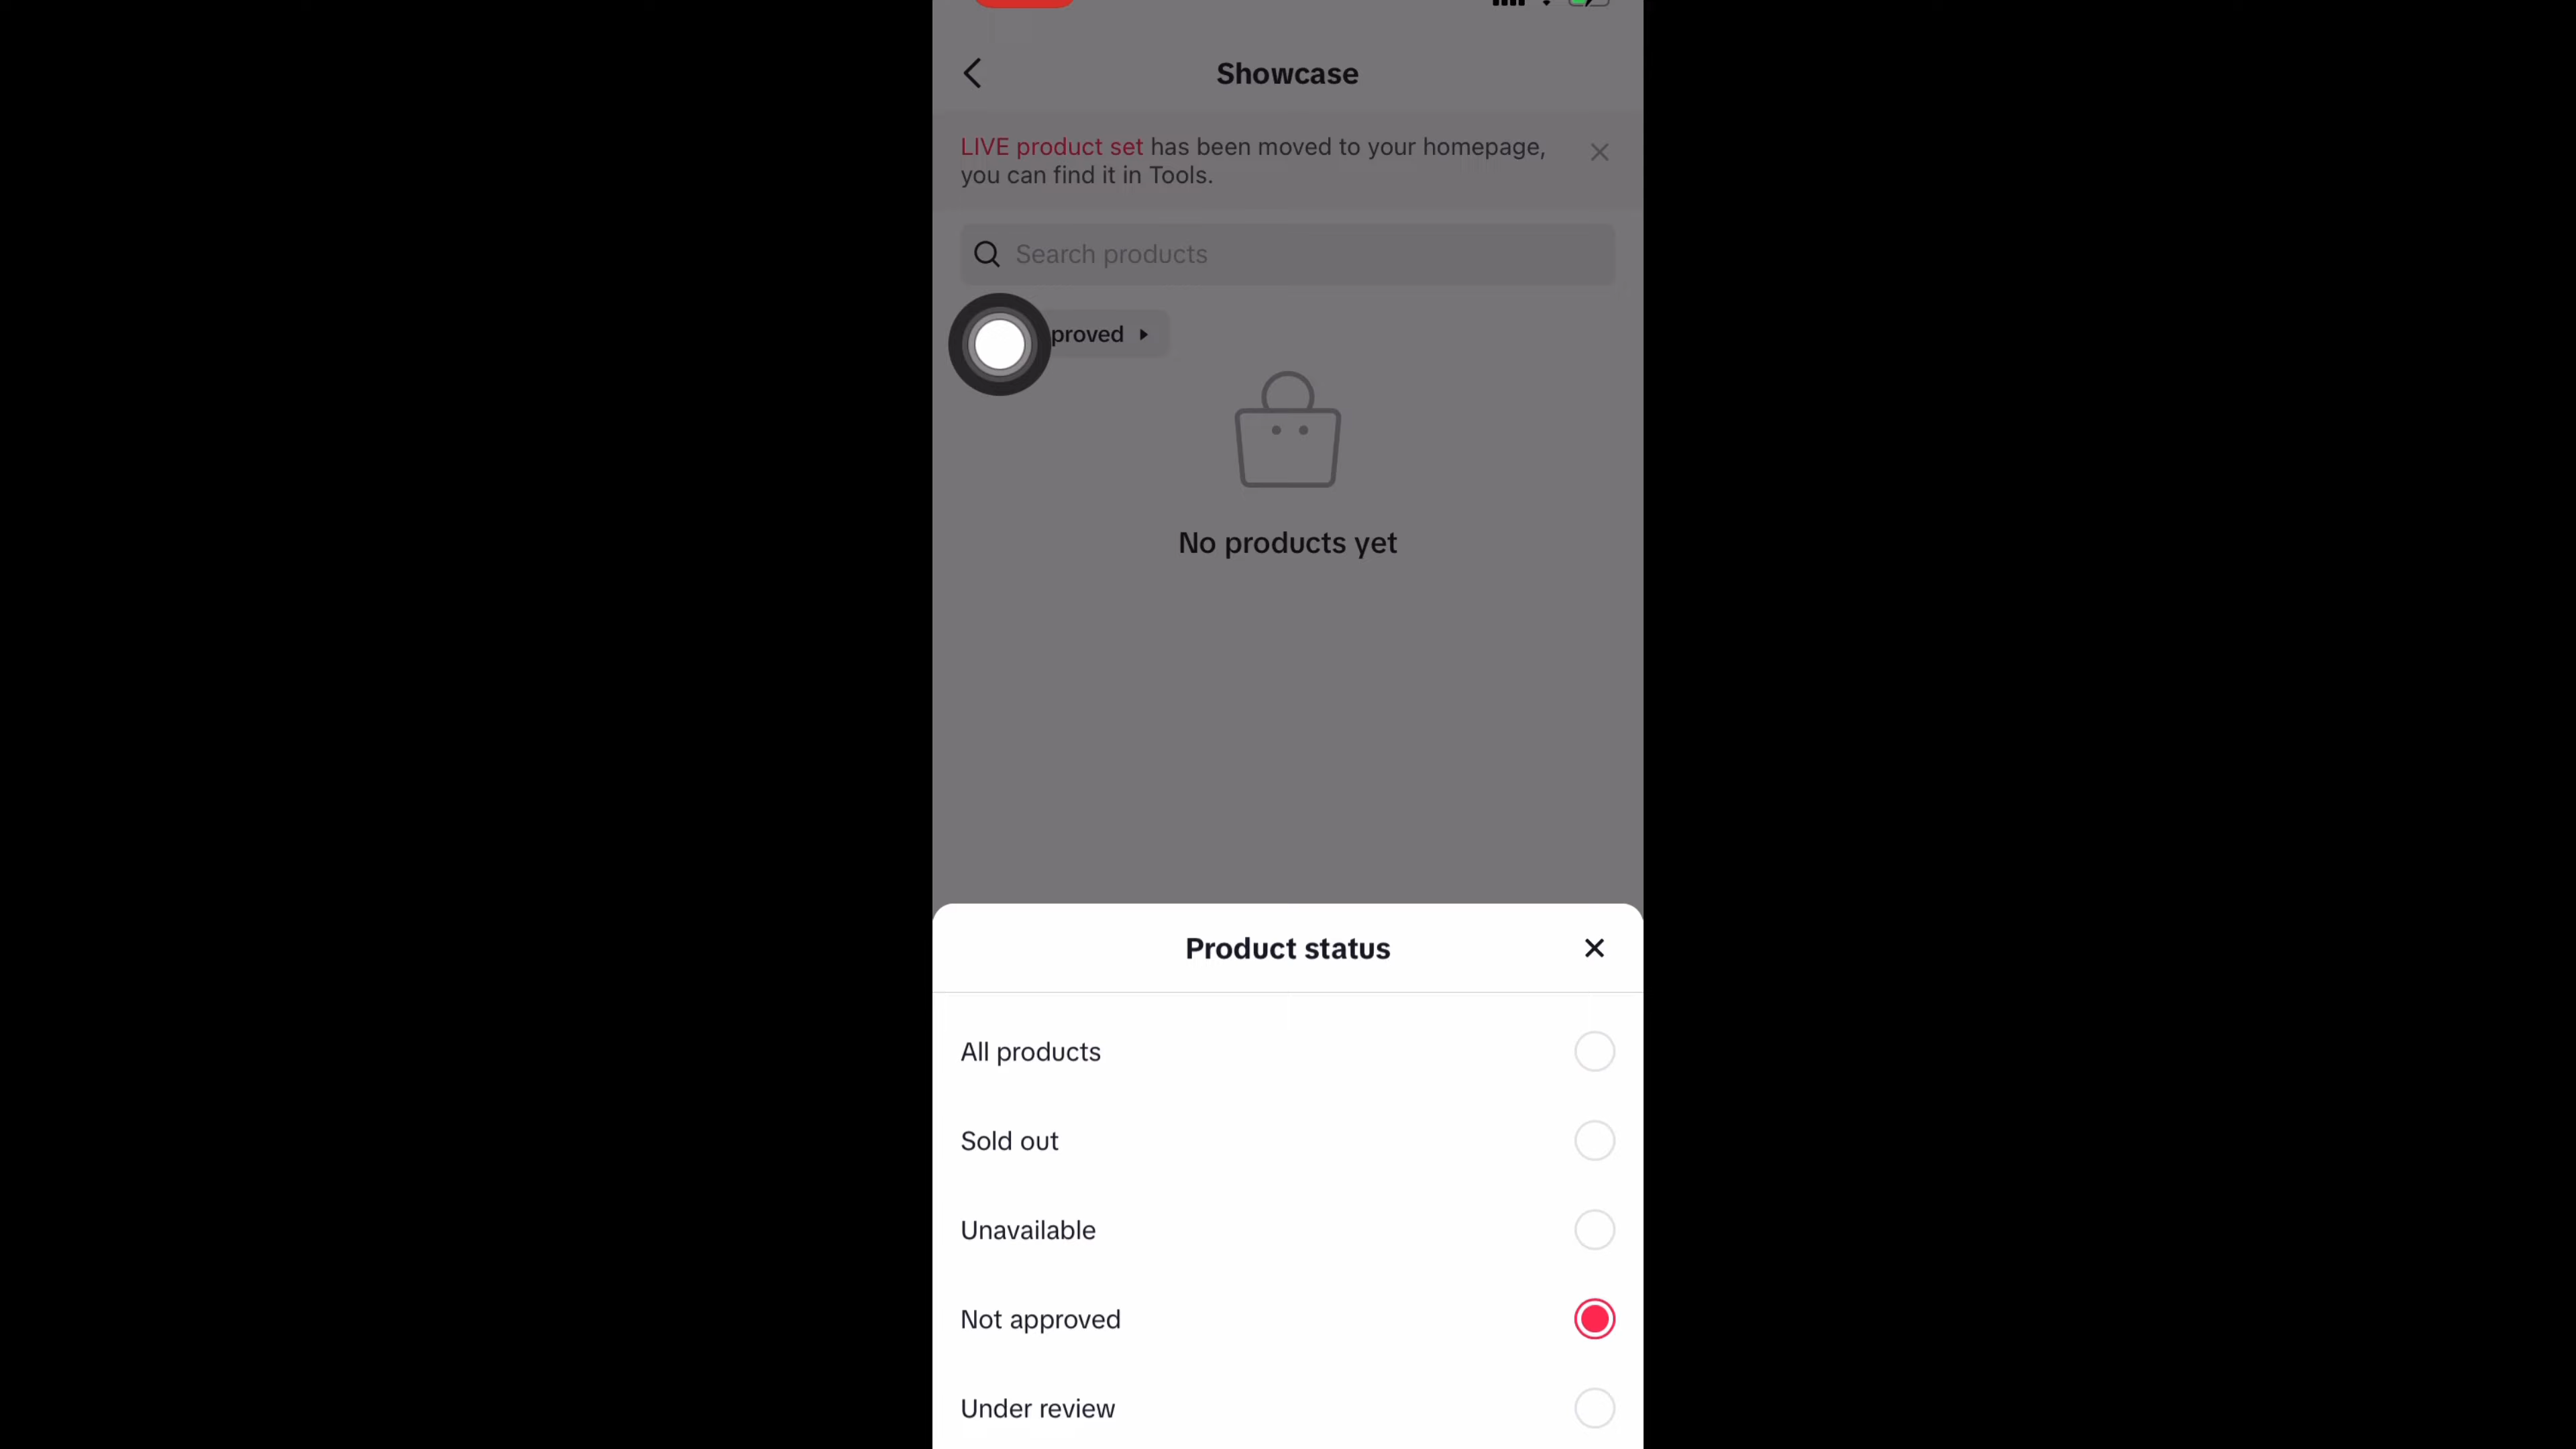 Showcase
LIVE product set has been moved to your homepage,
you can find it in Tools.
Search products
proved
No products yet
Product status
All products
Sold out
Unavailable
Not approved
Under review